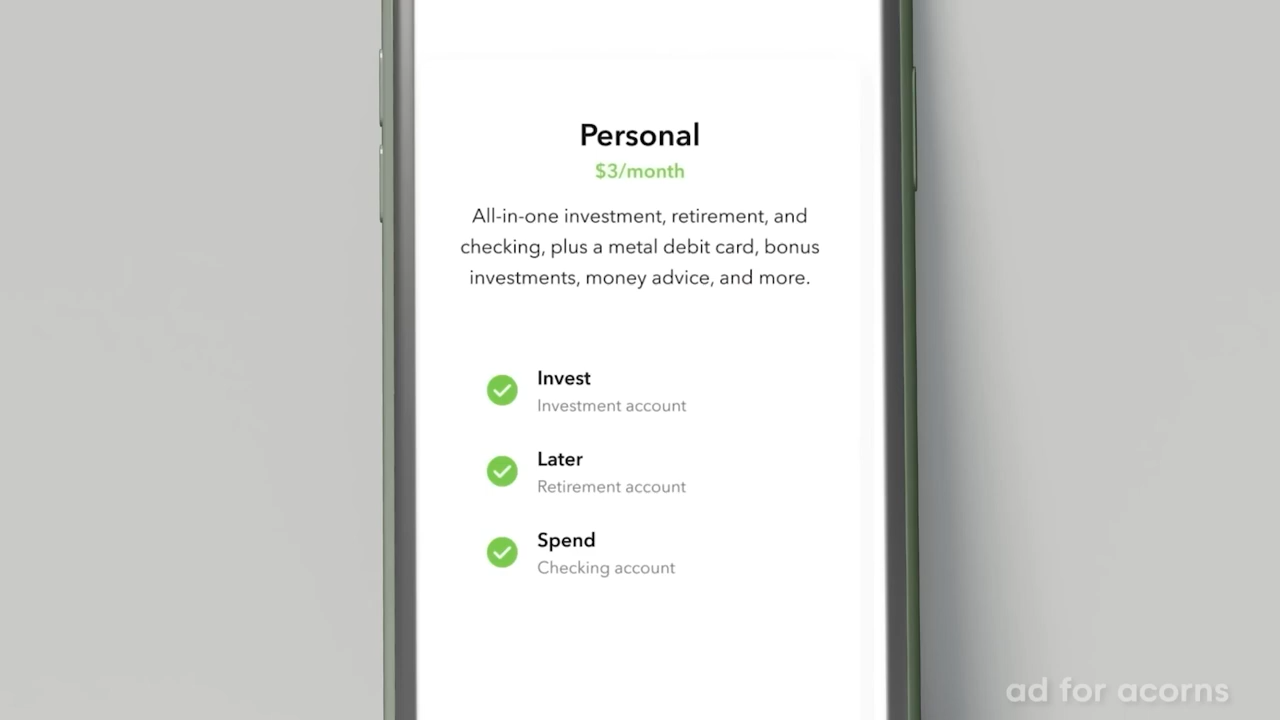 Personal
$3/month
All-in-one investment, retirement, and
checking, plus a metal debit card, bonus
investments, money advice, and more.
Invest
Investment account
Later
Retirement account
Spend
Checking account
ad for acorns